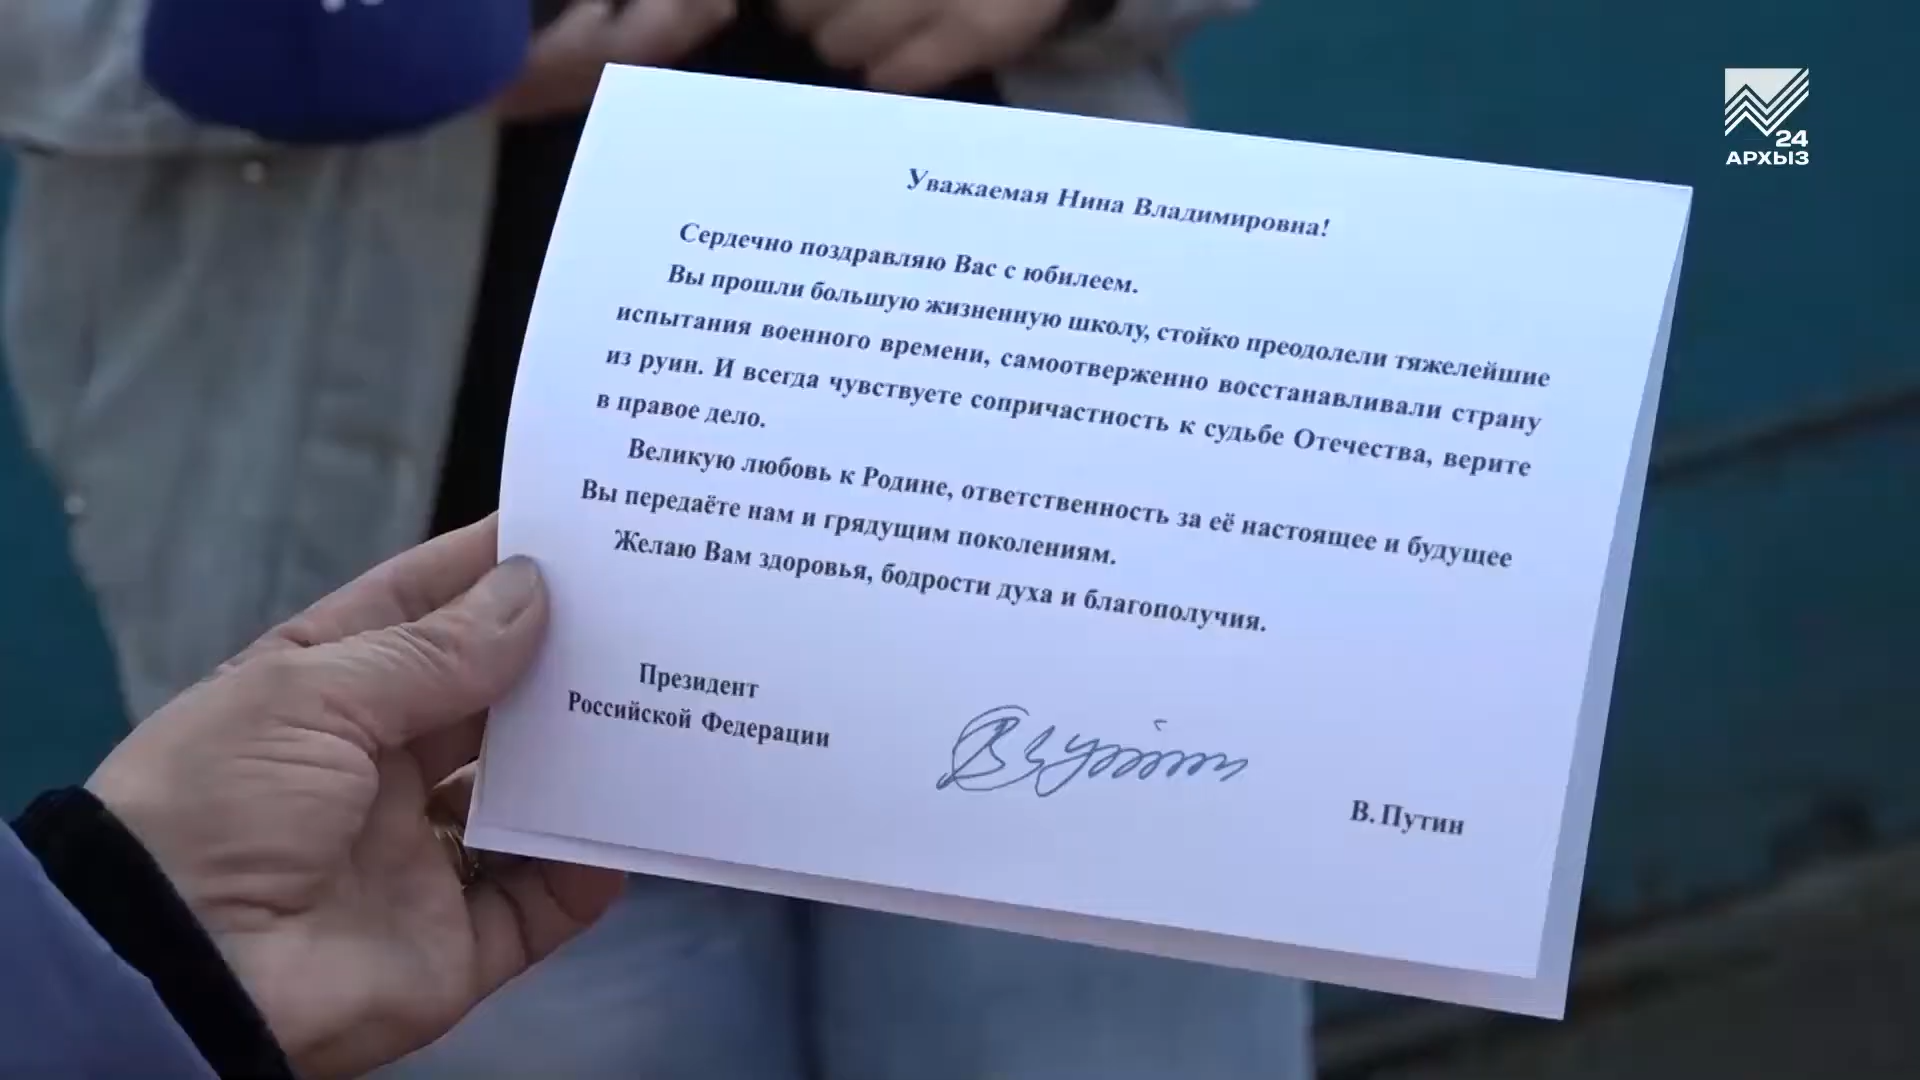 24
АРХЫЗ
Уважаемая Нина Владимировна!
Сердечно поздравляю Вас с юбилеем.
Вы прошли большую жизненную школу, стойко преодолели тяжелейшие
испытания военного времени, самоотверженно восстанавливали страну
из руин. И всегда чувствуете сопричастность к судьбе Отечества, верите
в правое дело.
Великую любовь к Родине, ответственность за её настоящее и будущее
Вы передаёте нам и грядущим поколениям.
Желаю Вам здоровья, бодрости духа и благополучия.
Президент
Российской Федерации
В. Путин